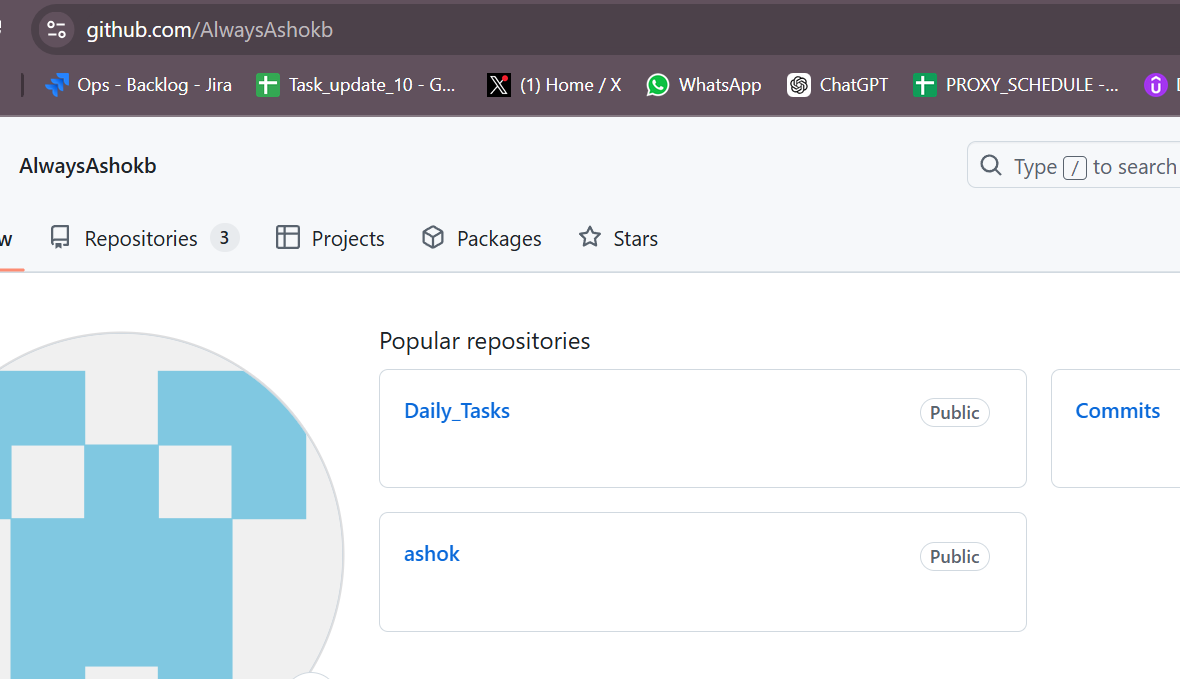 github.com/AlwaysAshokb
Ops - Backlog - Jira Task_update_10 - G... (1) Home / X WhatsApp ChatGPT PROXY_SCHEDULE -...
AlwaysAshokb
Type / to search
w Repositories 3 Projects Packages Stars
Popular repositories
Daily_Tasks Public Commits
ashok Public